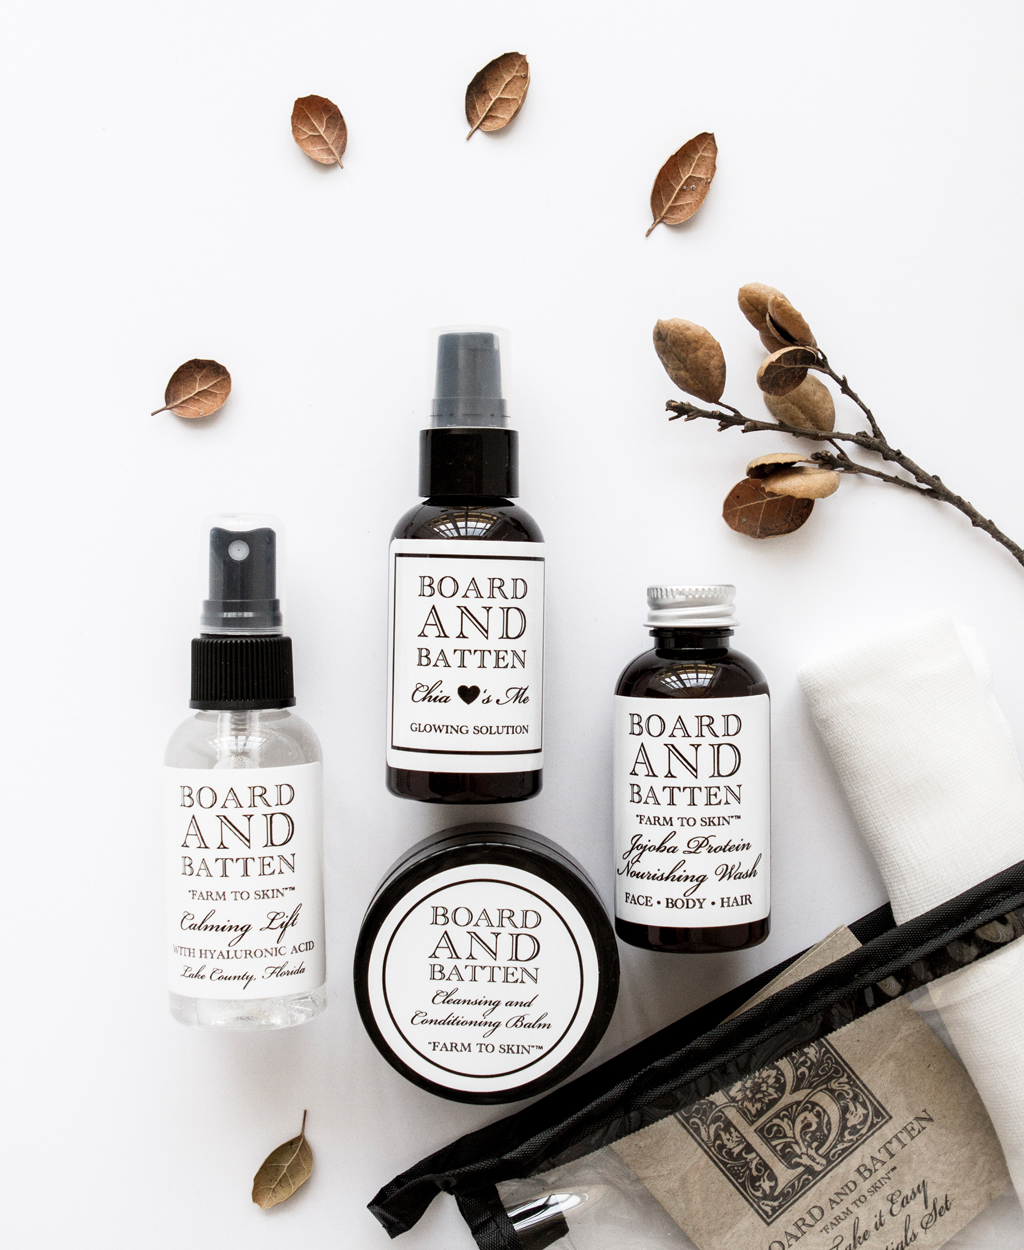 BOARD
AND
BATTEN
Chia ♥'s Me
GLOWING SOLUTION
BOARD
AND
BATTEN
"FARM TO SKIN"™
Calming Lift
WITH HYALURONIC ACID
Lake County, Florida
BOARD
AND
BATTEN
"FARM TO SKIN"™
Jojoba Protein
Nourishing Wash
FACE • BODY • HAIR
BOARD
AND
BATTEN
Cleansing and
Conditioning Balm
"FARM TO SKIN"™
B
OARD AND BATTEN
"FARM TO SKIN"™
Take it Easy
Set